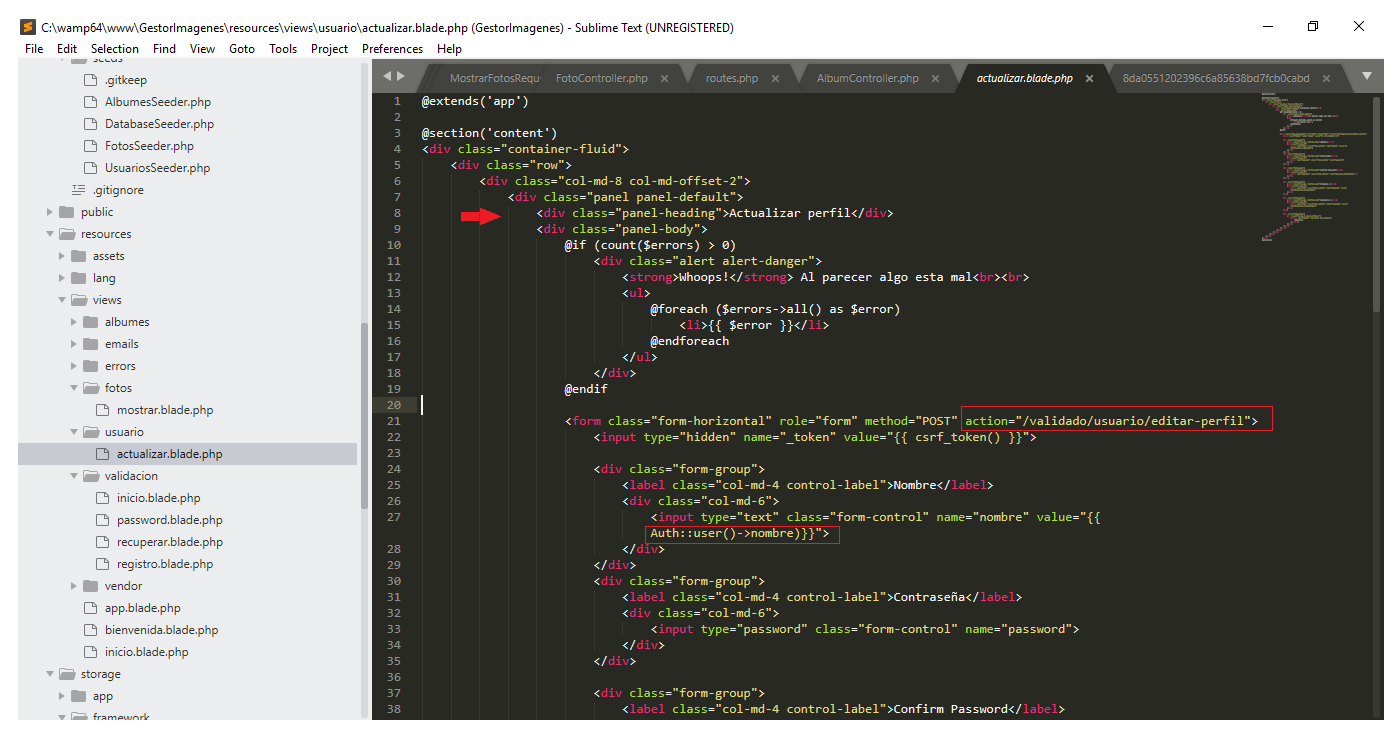 C:\wamp64\www\GestorImagenes\resources\views\usuario\actualizar.blade.php (GestorImagenes) - Sublime Text (UNREGISTERED)
File Edit Selection Find View Goto Tools Project Preferences Help
seeds
.gitkeep
AlbumesSeeder.php
DatabaseSeeder.php
FotosSeeder.php
UsuariosSeeder.php
.gitignore
public
resources
assets
lang
views
albumes
emails
errors
fotos
mostrar.blade.php
usuario
actualizar.blade.php
validacion
inicio.blade.php
password.blade.php
recuperar.blade.php
registro.blade.php
vendor
app.blade.php
bienvenida.blade.php
inicio.blade.php
storage
app
framework
MostrarFotosRequ FotoController.php routes.php AlbumController.php actualizar.blade.php 8da0551202396c6a85638bd7fcb0cabd
1 @extends('app')
2
3 @section('content')
4 <div class="container-fluid">
5 <div class="row">
6 <div class="col-md-8 col-md-offset-2">
7 <div class="panel panel-default">
8 <div class="panel-heading">Actualizar perfil</div>
9 <div class="panel-body">
10 @if (count($errors) > 0)
11 <div class="alert alert-danger">
12 <strong>Whoops!</strong> Al parecer algo esta mal<br><br>
13 <ul>
14 @foreach ($errors->all() as $error)
15 <li>{{ $error }}</li>
16 @endforeach
17 </ul>
18 </div>
19 @endif
20
21 <form class="form-horizontal" role="form" method="POST" action="/validado/usuario/editar-perfil">
22 <input type="hidden" name="_token" value="{{ csrf_token() }}">
23
24 <div class="form-group">
25 <label class="col-md-4 control-label">Nombre</label>
26 <div class="col-md-6">
27 <input type="text" class="form-control" name="nombre" value="{{
Auth::user()->nombre)}}">
28 </div>
29 </div>
30 <div class="form-group">
31 <label class="col-md-4 control-label">Contraseña</label>
32 <div class="col-md-6">
33 <input type="password" class="form-control" name="password">
34 </div>
35 </div>
36
37 <div class="form-group">
38 <label class="col-md-4 control-label">Confirm Password</label>